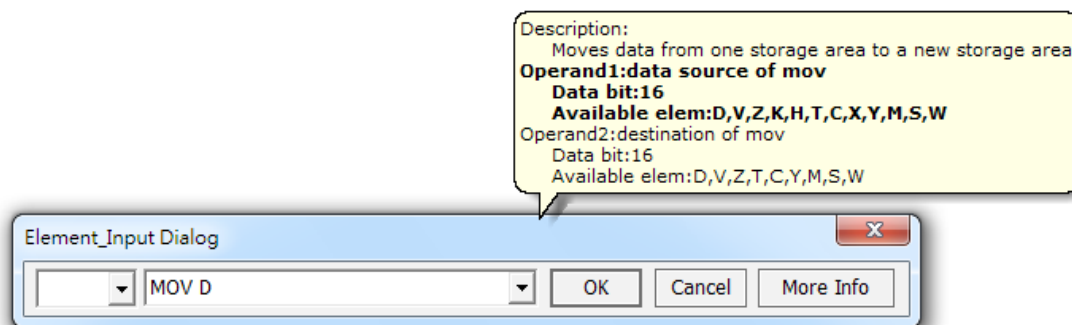 Description:
Moves data from one storage area to a new storage area
Operand1:data source of mov
Data bit:16
Available elem:D,V,Z,K,H,T,C,X,Y,M,S,W
Operand2:destination of mov
Data bit:16
Available elem:D,V,Z,T,C,Y,M,S,W
Element_Input Dialog
MOV D
OK
Cancel
More Info